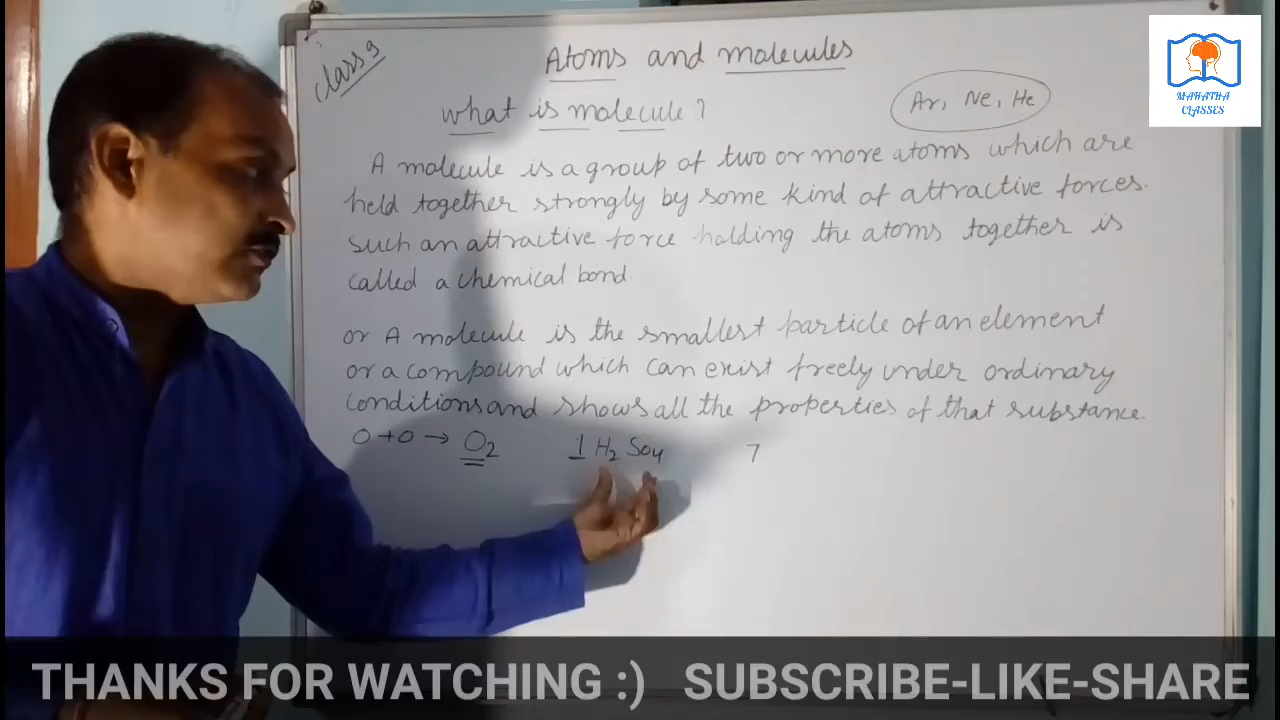 class 9
Atoms and molecules
MAHATHA
CLASSES
what is molecule?
Ar, Ne, He
A molecule is a group of two or more atoms which are
held together strongly by some kind of attractive forces.
such an attractive force holding the atoms together is
called a chemical bond.
or A molecule is the smallest particle of an element
or a compound which can exist freely under ordinary
conditions and shows all the properties of that substance.
O + O → O2 1 H2 SO4 7
THANKS FOR WATCHING :) SUBSCRIBE-LIKE-SHARE